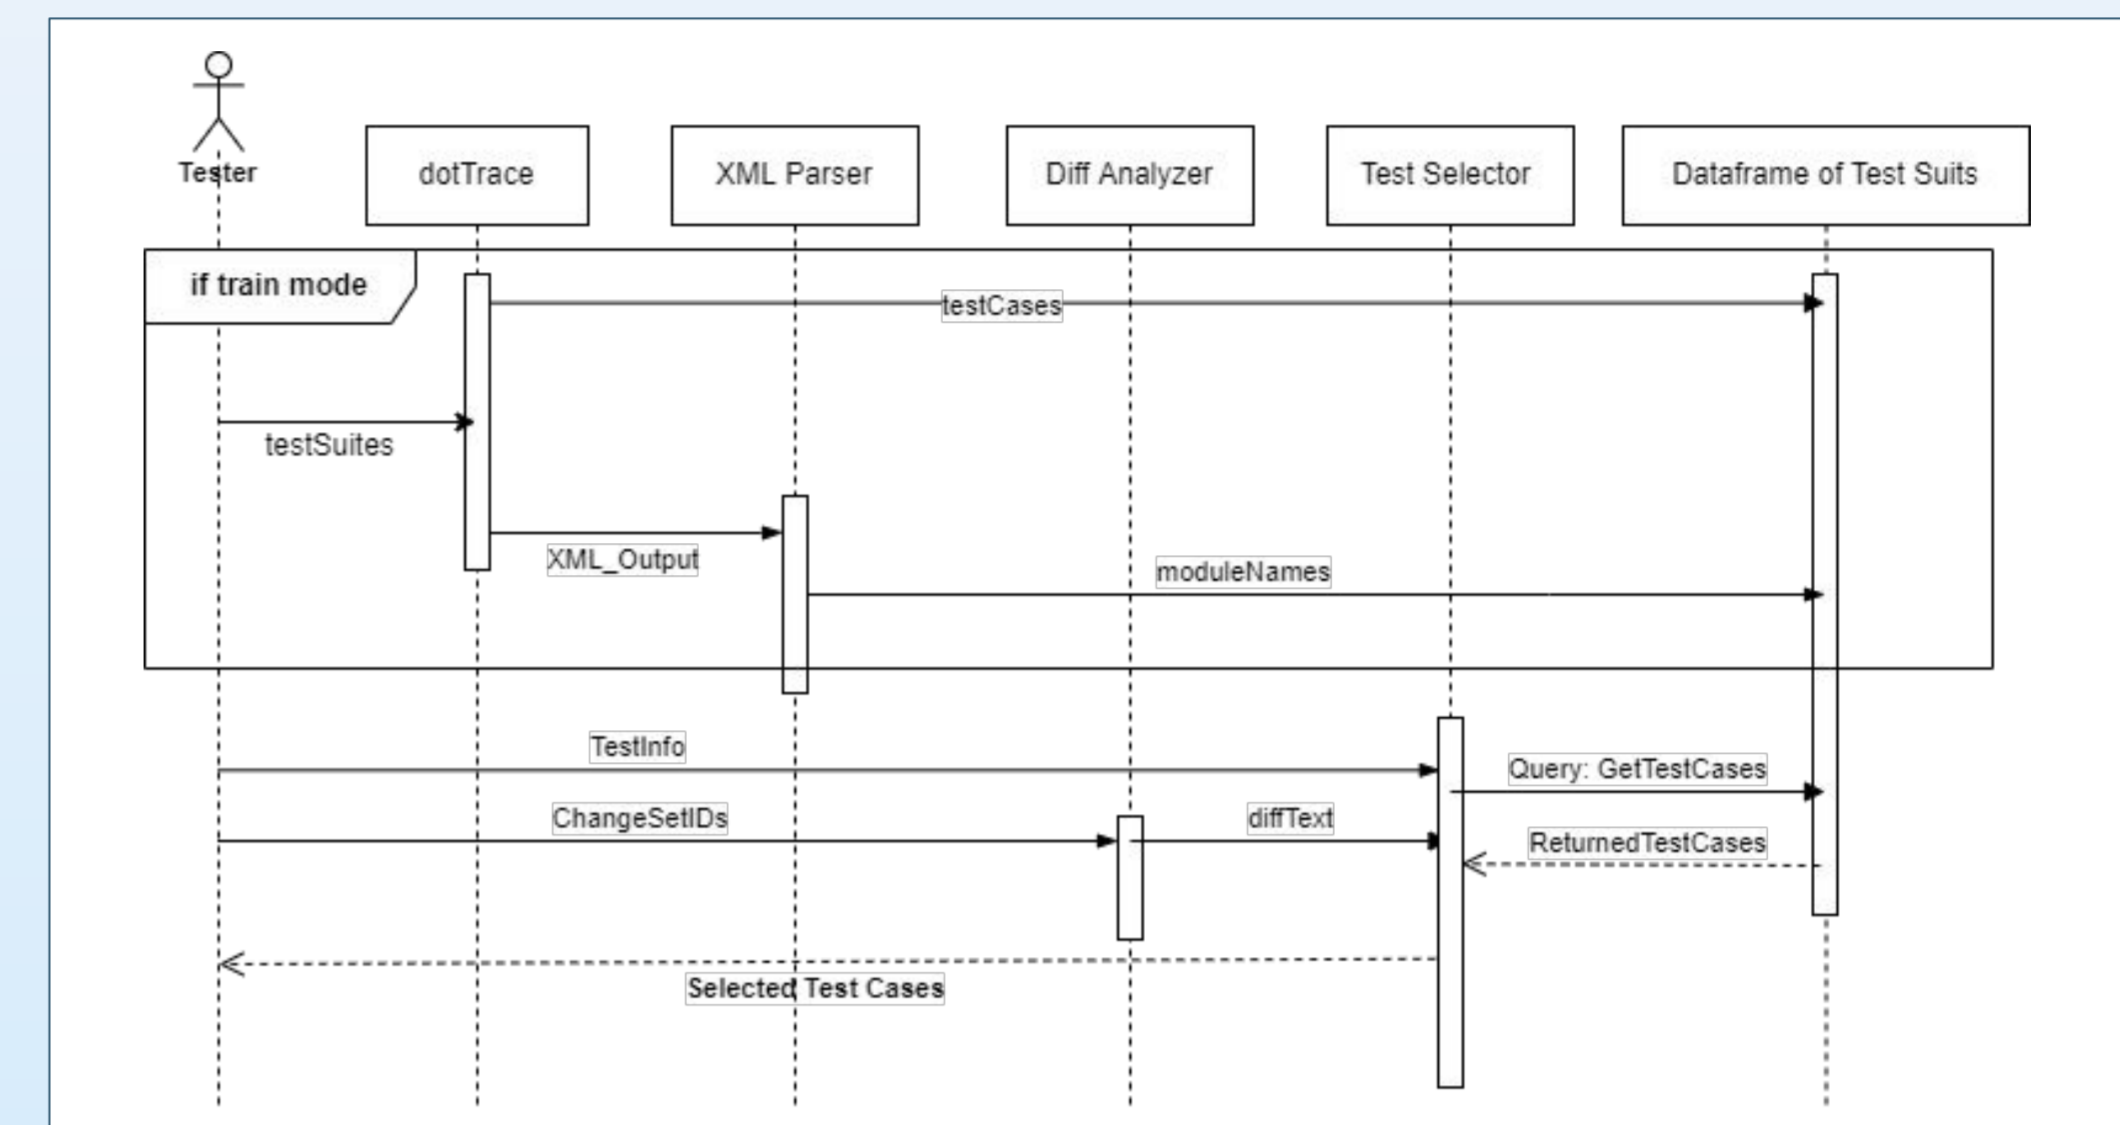 Tester
dotTrace
XML Parser
Diff Analyzer
Test Selector
Dataframe of Test Suits
if train mode
testCases
testSuites
XML_Output
moduleNames
TestInfo
Query: GetTestCases
ChangeSetIDs
diffText
ReturnedTestCases
Selected Test Cases